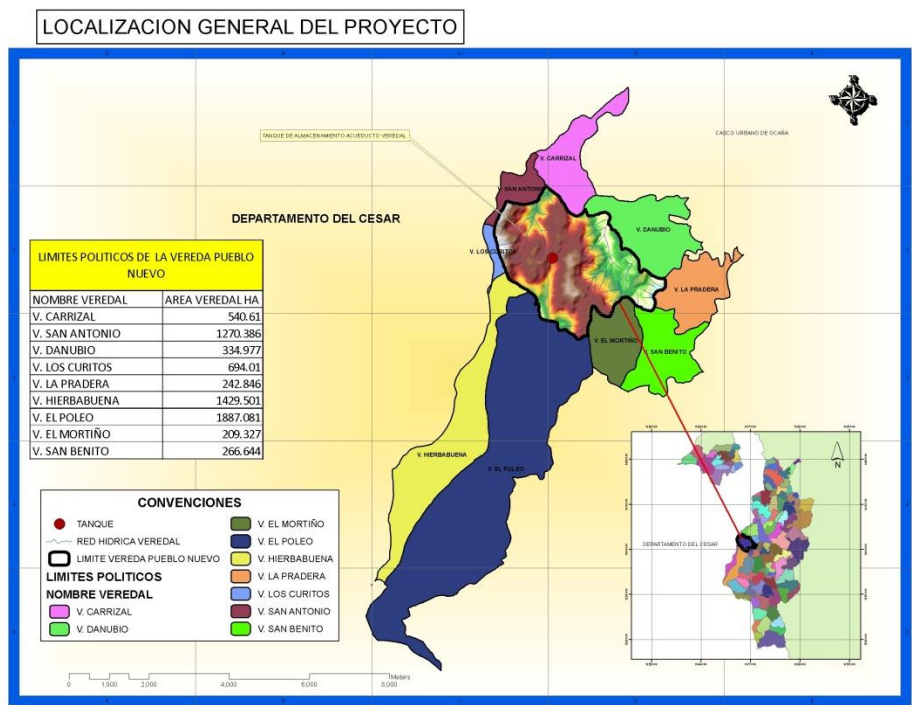 LOCALIZACION GENERAL DEL PROYECTO
TANQUE DE ALMACENAMIENTO ACUEDUCTO VEREDAL
CASCO URBANO DE OCAÑA
V. CARRIZAL
V. SAN ANTONIO
DEPARTAMENTO DEL CESAR
V. DANUBIO
V. LOS CURITOS
V. LA PRADERA
V. EL MORTIÑO
SAN BENITO
V. HIERBABUENA
V. EL POLEO
LIMITES POLITICOS DE LA VEREDA PUEBLO
NUEVO
NOMBRE VEREDAL AREA VEREDAL HA
V. CARRIZAL 540.61
V. SAN ANTONIO 1270.386
V. DANUBIO 334.977
V. LOS CURITOS 694.01
V. LA PRADERA 242.846
V. HIERBABUENA 1429.501
V. EL POLEO 1887.081
V. EL MORTIÑO 209.327
V. SAN BENITO 266.644
CONVENCIONES
TANQUE
RED HIDRICA VEREDAL
LIMITE VEREDA PUEBLO NUEVO
LIMITES POLITICOS
NOMBRE VEREDAL
V. CARRIZAL
V. DANUBIO
V. EL MORTIÑO
V. EL POLEO
V. HIERBABUENA
V. LA PRADERA
V. LOS CURITOS
V. SAN ANTONIO
V. SAN BENITO
N
DEPARTAMENTO DEL CESAR
0 1,000 2,000 4,000 6,000 8,000 Meters